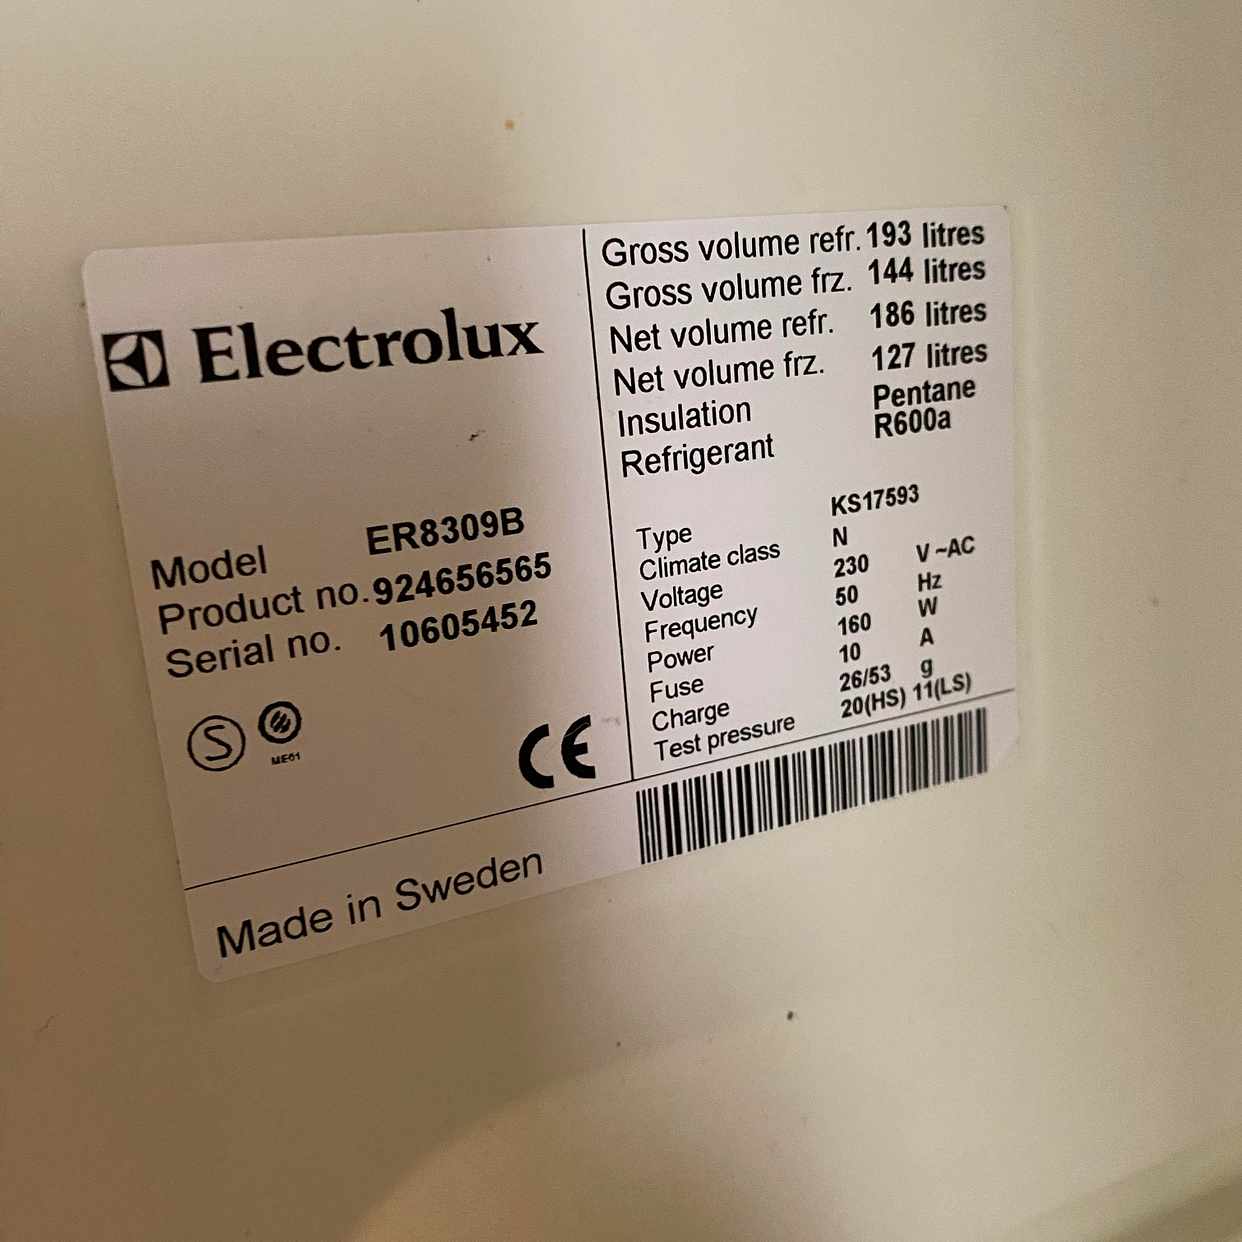 Electrolux
Model ER8309B
Product no. 924656565
Serial no. 10605452
S
ME01
CE
Made in Sweden
Gross volume refr. 193 litres
Gross volume frz. 144 litres
Net volume refr. 186 litres
Net volume frz. 127 litres
Insulation Pentane
Refrigerant R600a
Type KS17593
Climate class N
Voltage 230 V ~AC
Frequency 50 Hz
Power 160 W
Fuse 10 A
Charge 26/53 g
Test pressure 20(HS) 11(LS)